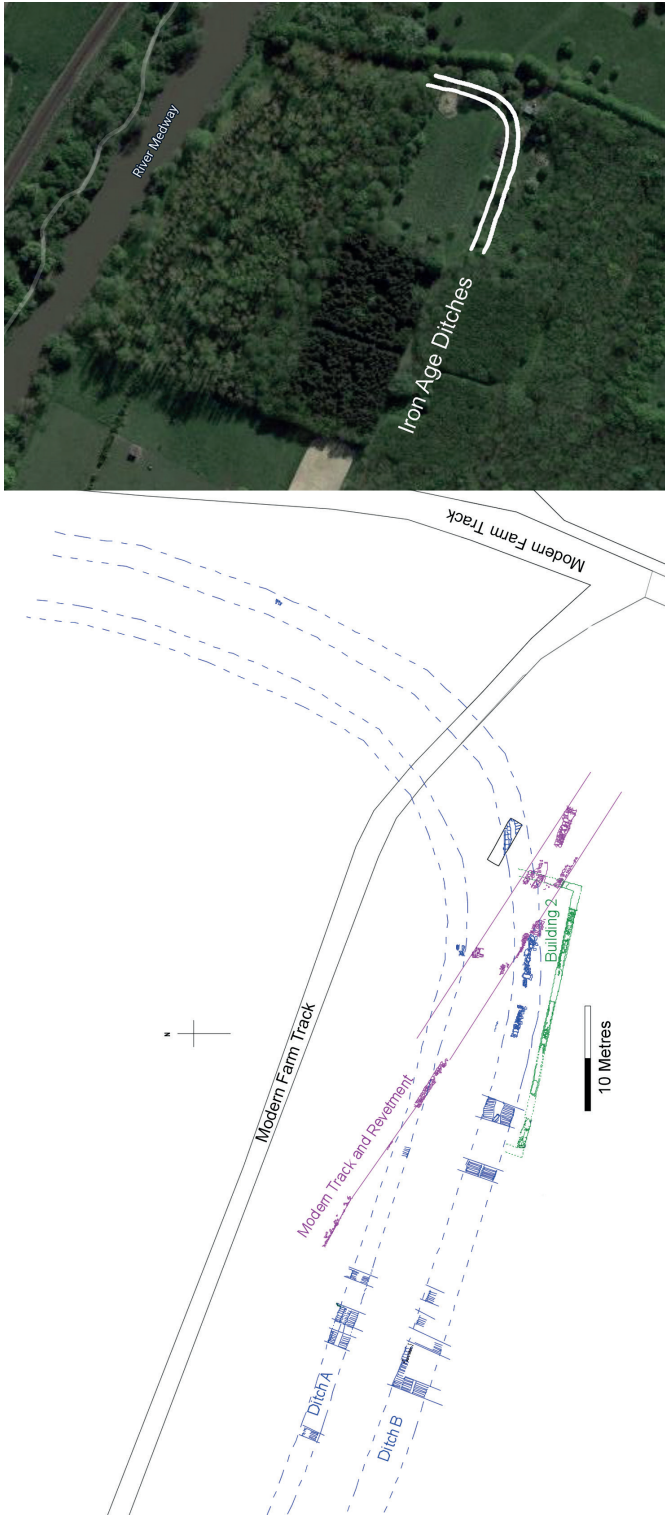 River Medway
Iron Age Ditches
Modern Farm Track
N
Modern Farm Track
Modern Track and Revetment
Building 2
10 Metres
Ditch A
Ditch B